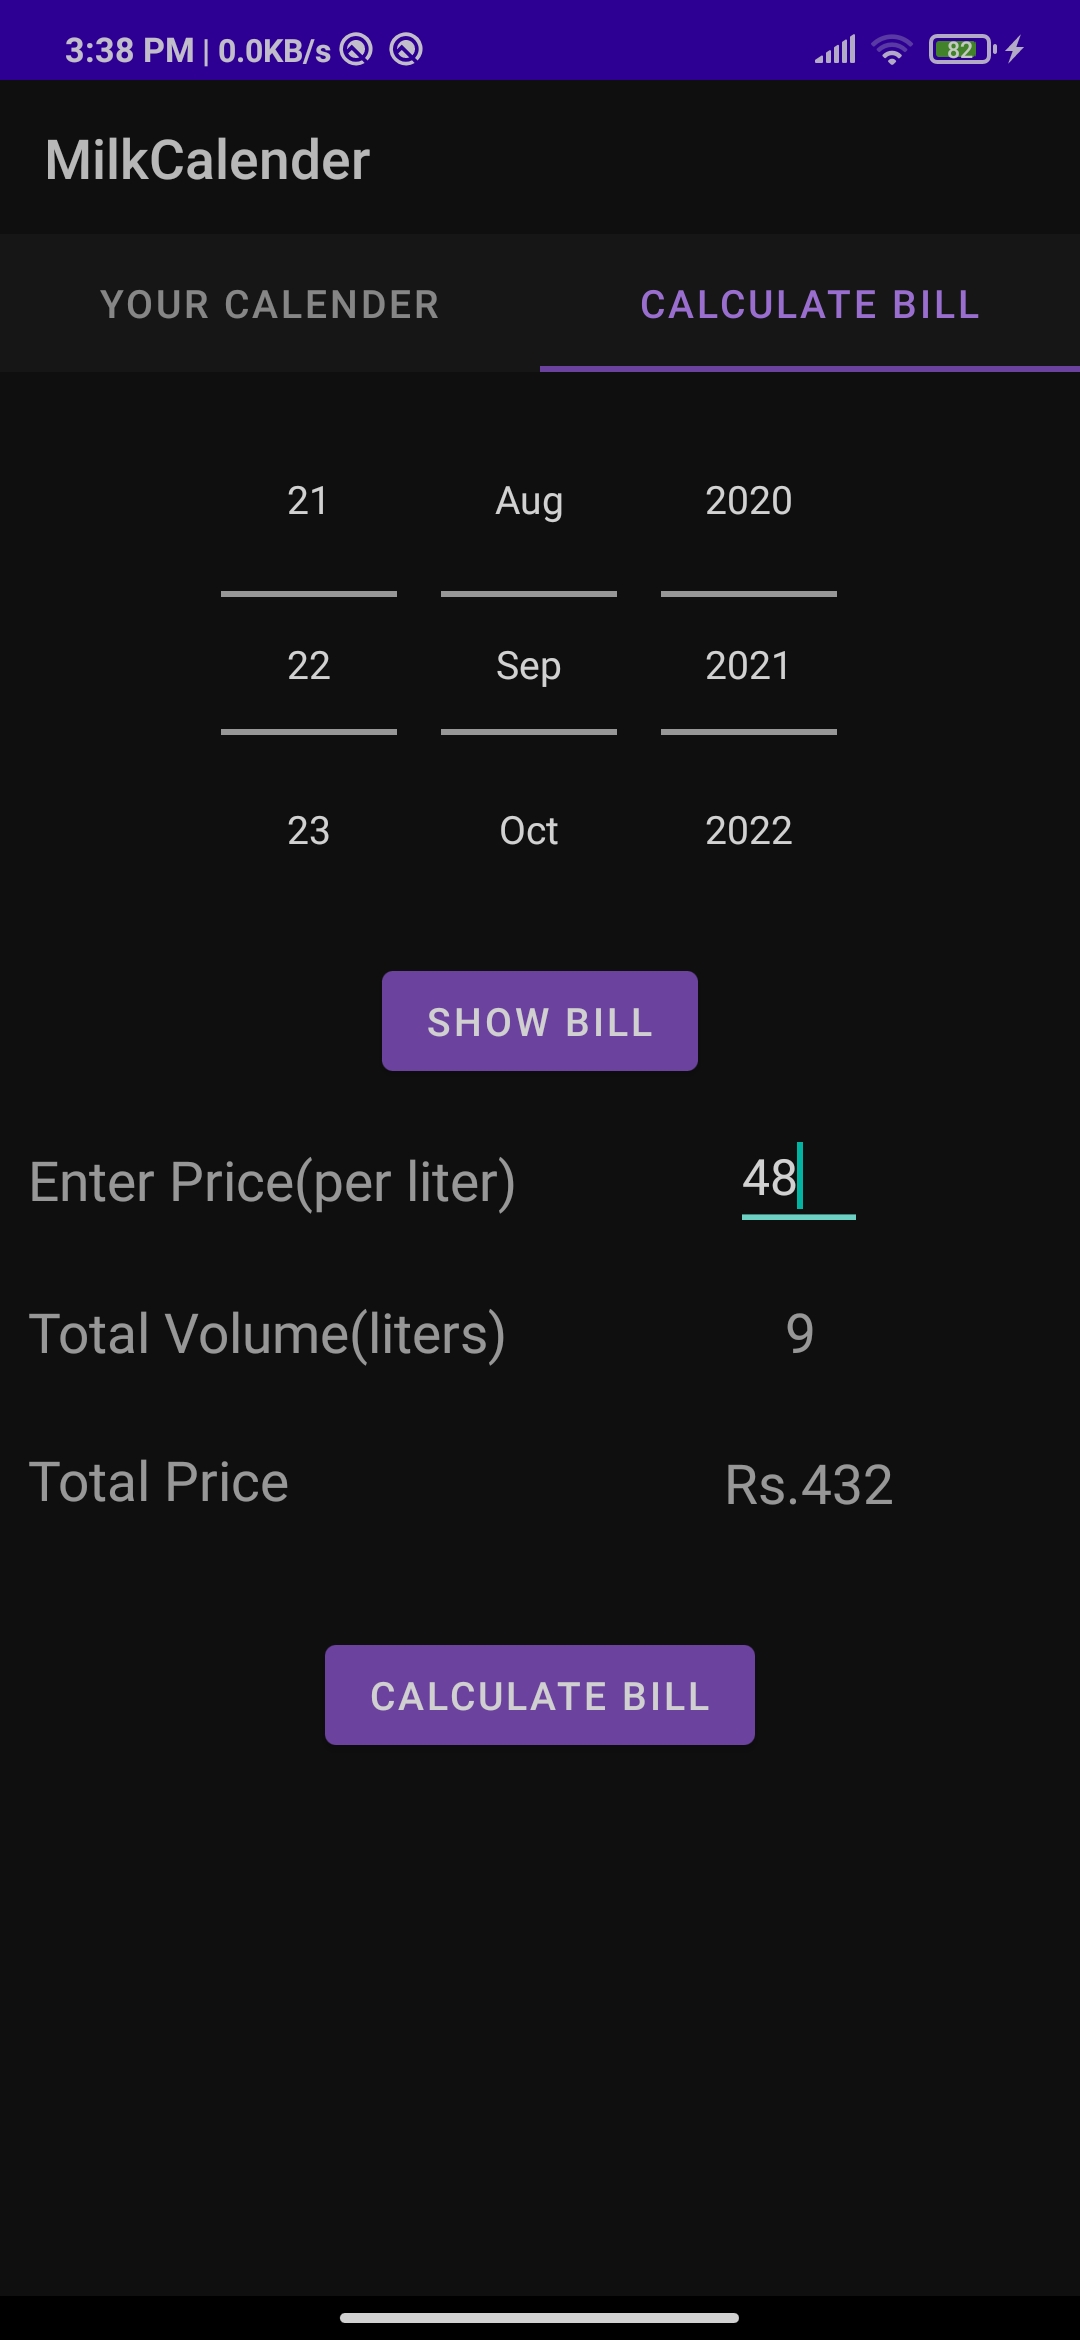 3:38 PM | 0.0KB/s 82
MilkCalender
YOUR CALENDER CALCULATE BILL
21 Aug 2020
22 Sep 2021
23 Oct 2022
SHOW BILL
Enter Price(per liter) 48
Total Volume(liters) 9
Total Price Rs.432
CALCULATE BILL